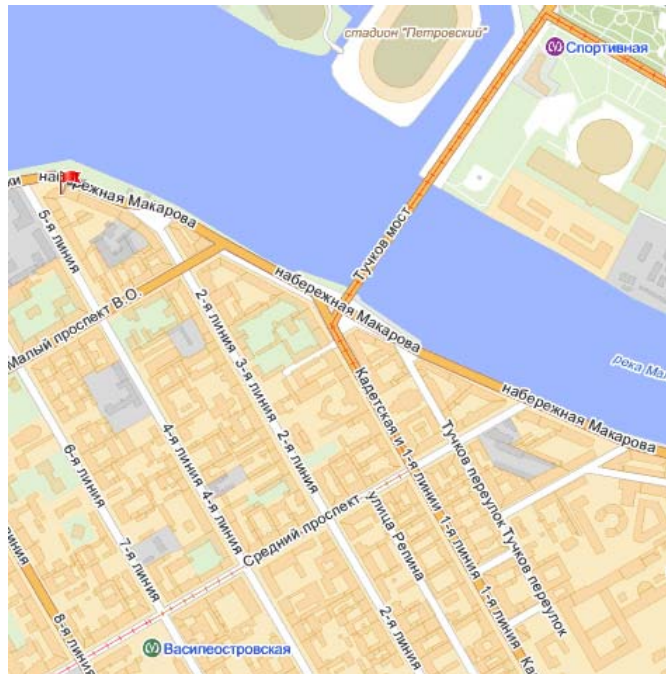 стадион "Петровский"
Спортивная
набережная Макарова
5-я линия
Тучков мост
Малый проспект В.О.
набережная Макарова
2-я линия
3-я линия
набережная Макарова
Кадетская и 1-я линии
Тучков переулок
6-я линия
4-я линия
2-я линия
4-я линия
Средний проспект
улица Репина
1-я линия
Тучков переулок
7-я линия
1-я линия
8-я линия
2-я линия
Василеостровская